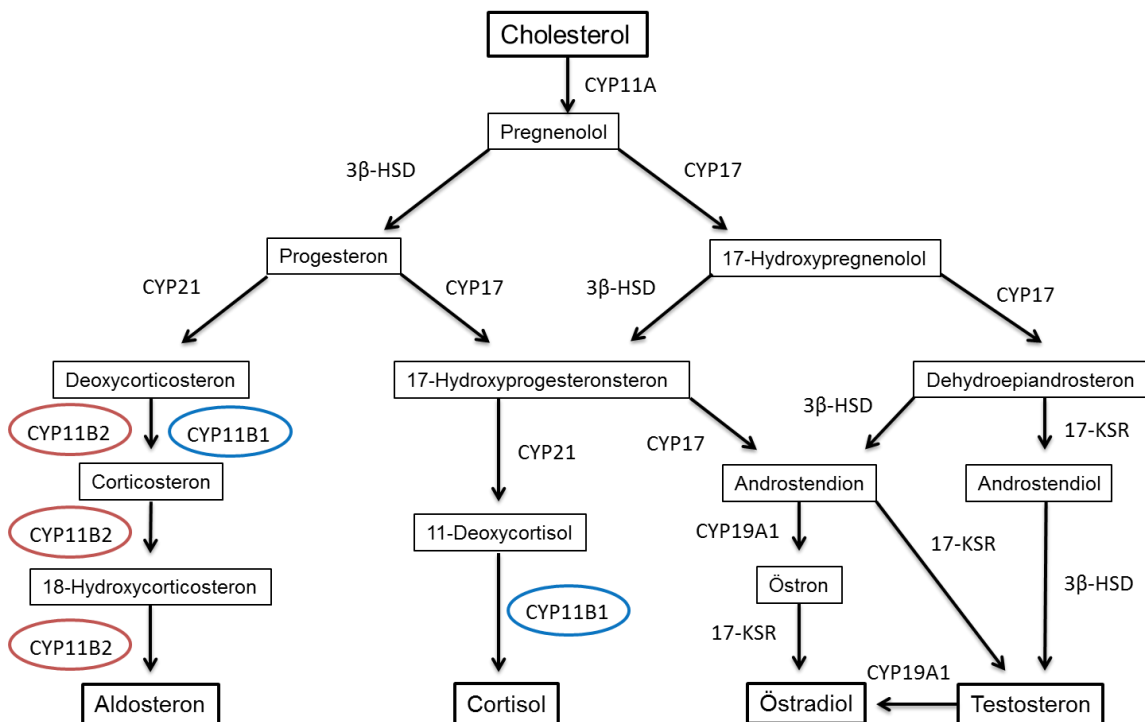 Cholesterol
CYP11A
Pregnenolol
3β-HSD
CYP17
Progesteron
17-Hydroxypregnenolol
CYP21
CYP17
3β-HSD
CYP17
Deoxycorticosteron
17-Hydroxyprogesteronsteron
Dehydroepiandrosteron
CYP11B2
CYP11B1
CYP21
CYP17
3β-HSD
17-KSR
Corticosteron
Androstendion
Androstendiol
CYP11B2
11-Deoxycortisol
CYP19A1
17-KSR
3β-HSD
18-Hydroxycorticosteron
Östron
CYP11B2
CYP11B1
17-KSR
CYP19A1
Aldosteron
Cortisol
Östradiol
Testosteron